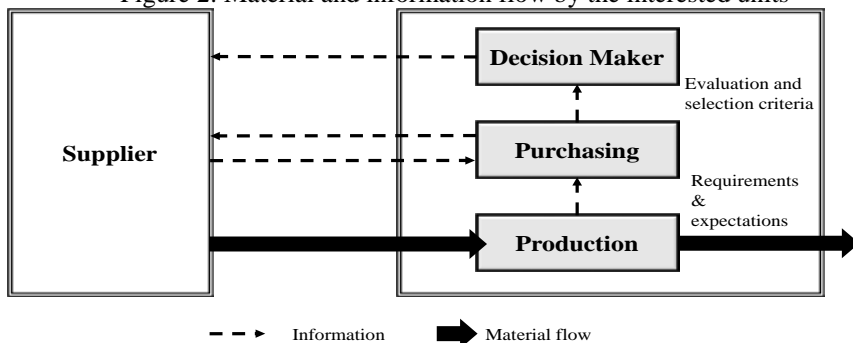 Figure 2. Material and information flow by the interested units
Decision Maker
Evaluation and
selection criteria
Supplier
Purchasing
Requirements
&
expectations
Production
Information
Material flow